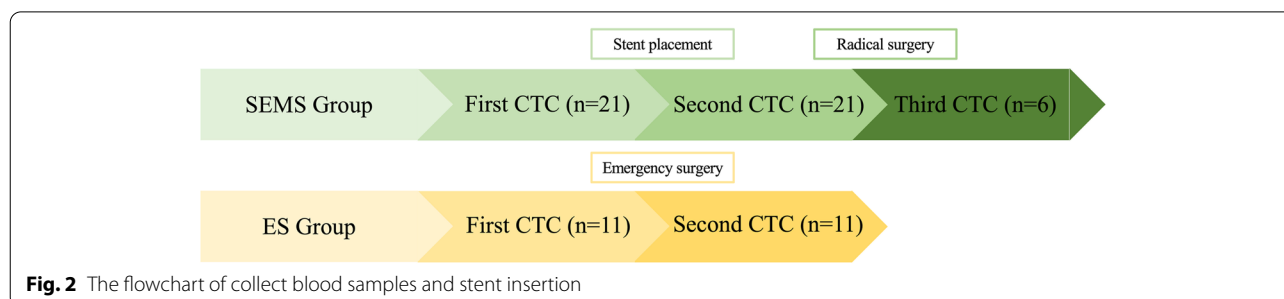 Stent placement
Radical surgery
SEMS Group
First CTC (n=21)
Second CTC (n=21)
Third CTC (n=6)
Emergency surgery
ES Group
First CTC (n=11)
Second CTC (n=11)
Fig. 2 The flowchart of collect blood samples and stent insertion